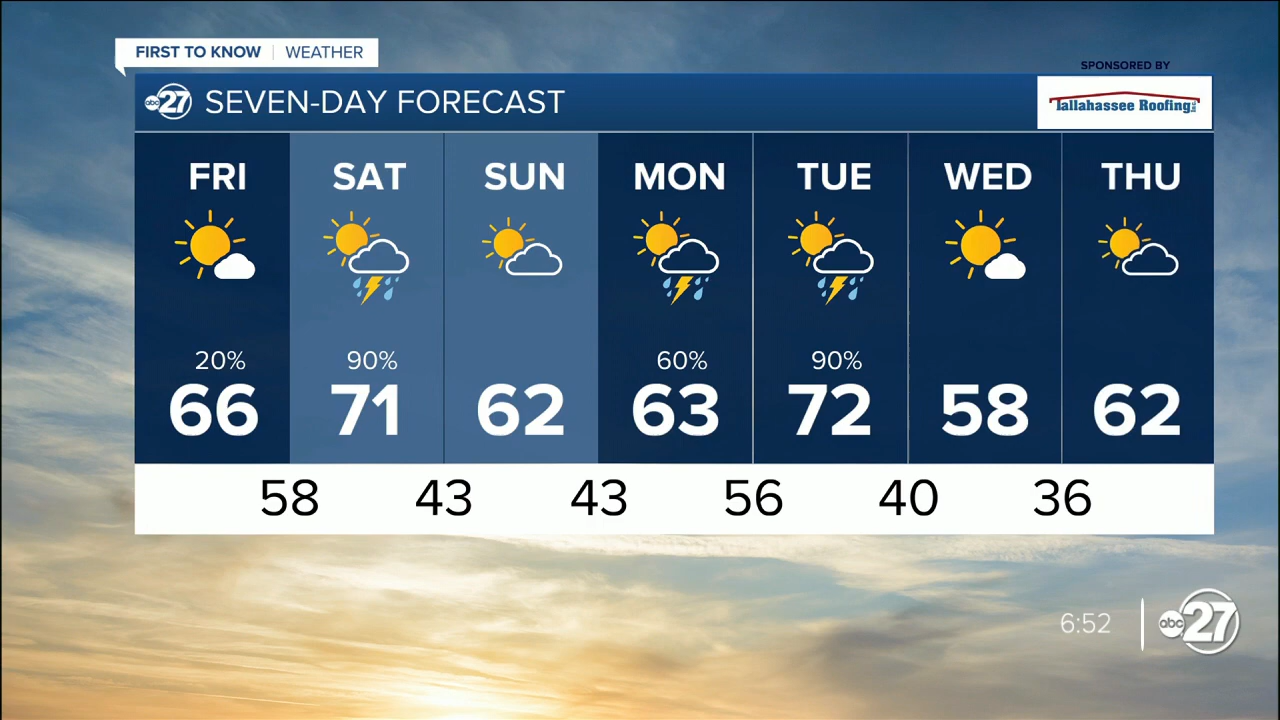 FIRST TO KNOW | WEATHER
SPONSORED BY
abc 27 SEVEN-DAY FORECAST
Tallahassee Roofing Inc.
FRI SAT SUN MON TUE WED THU
20% 90% 60% 90%
66 71 62 63 72 58 62
58 43 43 56 40 36
6:52 abc 27